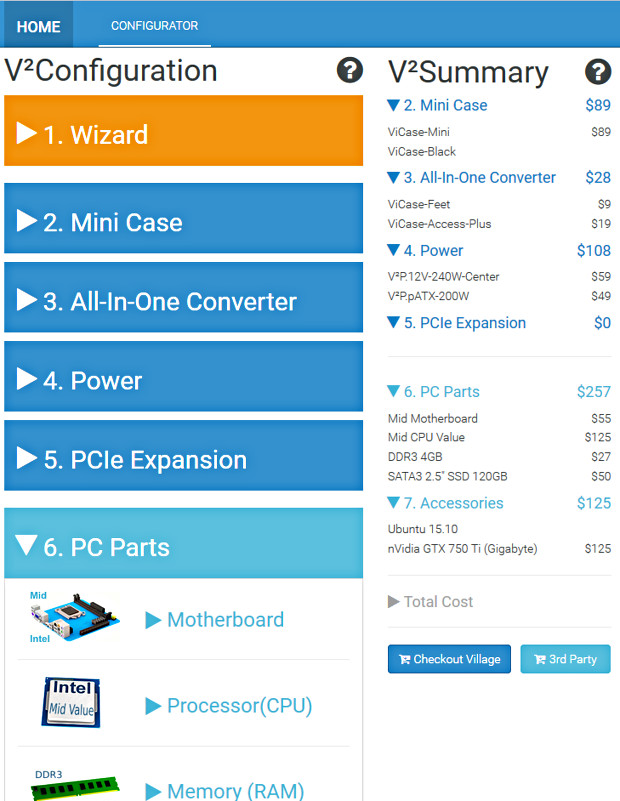 HOME
CONFIGURATOR
V²Configuration ?
1. Wizard
2. Mini Case
3. All-In-One Converter
4. Power
5. PCIe Expansion
6. PC Parts
Mid
Intel
Motherboard
Intel
Mid Value
Processor(CPU)
DDR3
Memory (RAM)
V²Summary ?
2. Mini Case $89
ViCase-Mini $89
ViCase-Black
3. All-In-One Converter $28
ViCase-Feet $9
ViCase-Access-Plus $19
4. Power $108
V²P.12V-240W-Center $59
V²P.pATX-200W $49
5. PCIe Expansion $0
6. PC Parts $257
Mid Motherboard $55
Mid CPU Value $125
DDR3 4GB $27
SATA3 2.5" SSD 120GB $50
7. Accessories $125
Ubuntu 15.10
nVidia GTX 750 Ti (Gigabyte) $125
Total Cost
Checkout Village
3rd Party